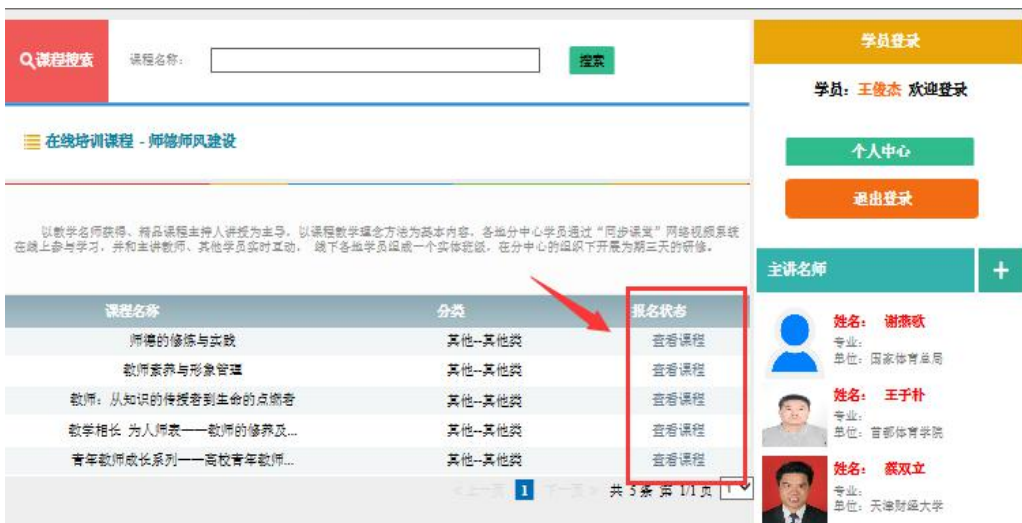 课程搜索
课程名称：
搜索
在线培训课程 - 师德师风建设
以教学名师获得、精品课程主持人讲授为主导，以课程教学理念方法为基本内容，各地分中心学员通过“同步课堂”网络视频系统
在线上参与学习，并和主讲教师、其他学员实时互动， 线下各地学员组成一个实体班级，在分中心的组织下开展为期三天的研修。
课程名称 分类 报名状态
师德的修炼与实践 其他--其他类 查看课程
教师素养与形象管理 其他--其他类 查看课程
教师：从知识的传授者到生命的点燃者 其他--其他类 查看课程
教学相长 为人师表——教师的修养及... 其他--其他类 查看课程
青年教师成长系列——高校青年教师... 其他--其他类 查看课程
<上一页 1 下一页> 共 5 条 第 1/1 页 1
学员登录
学员：王俊杰 欢迎登录
个人中心
退出登录
主讲名师 +
姓名： 谢燕歌
专业：
单位：国家体育总局
姓名： 王于朴
专业：
单位：首都体育学院
姓名： 蔡双立
专业：
单位：天津财经大学